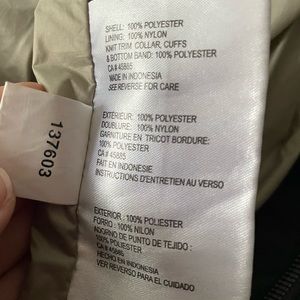 SHELL: 100% POLYESTER
LINING: 100% NYLON
KNIT TRIM, COLLAR, CUFFS
& BOTTOM BAND: 100% POLYESTER
CA# 45885
MADE IN INDONESIA
SEE REVERSE FOR CARE
EXTÉRIEUR: 100% POLYESTER
DOUBLURE: 100% NYLON
GARNITURE EN TRICOT BORDURE:
100% POLYESTER
CA# 45885
FAIT EN INDONESIE
INSTRUCTIONS D'ENTRETIEN AU VERSO
EXTERIOR : 100% POLIESTER
FORRO : 100% NILON
ADORNO DE PUNTO DE TEJIDO :
100% POLIESTER
CA# 45885
HECHO EN INDONESIA
VER REVERSO PARA EL CUIDADO
137603